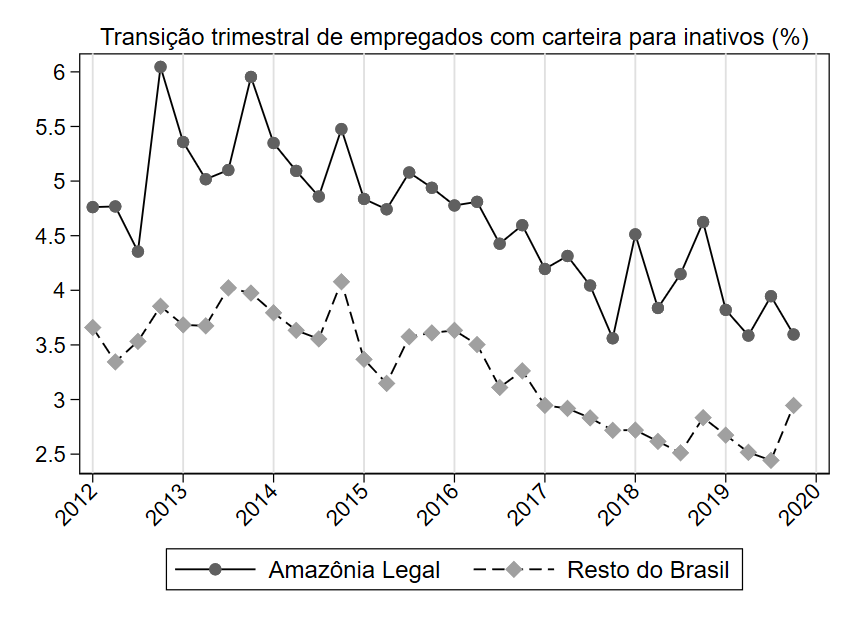 Transição trimestral de empregados com carteira para inativos (%)
6
5.5
5
4.5
4
3.5
3
2.5
2012 2013 2014 2015 2016 2017 2018 2019 2020
Amazônia Legal Resto do Brasil